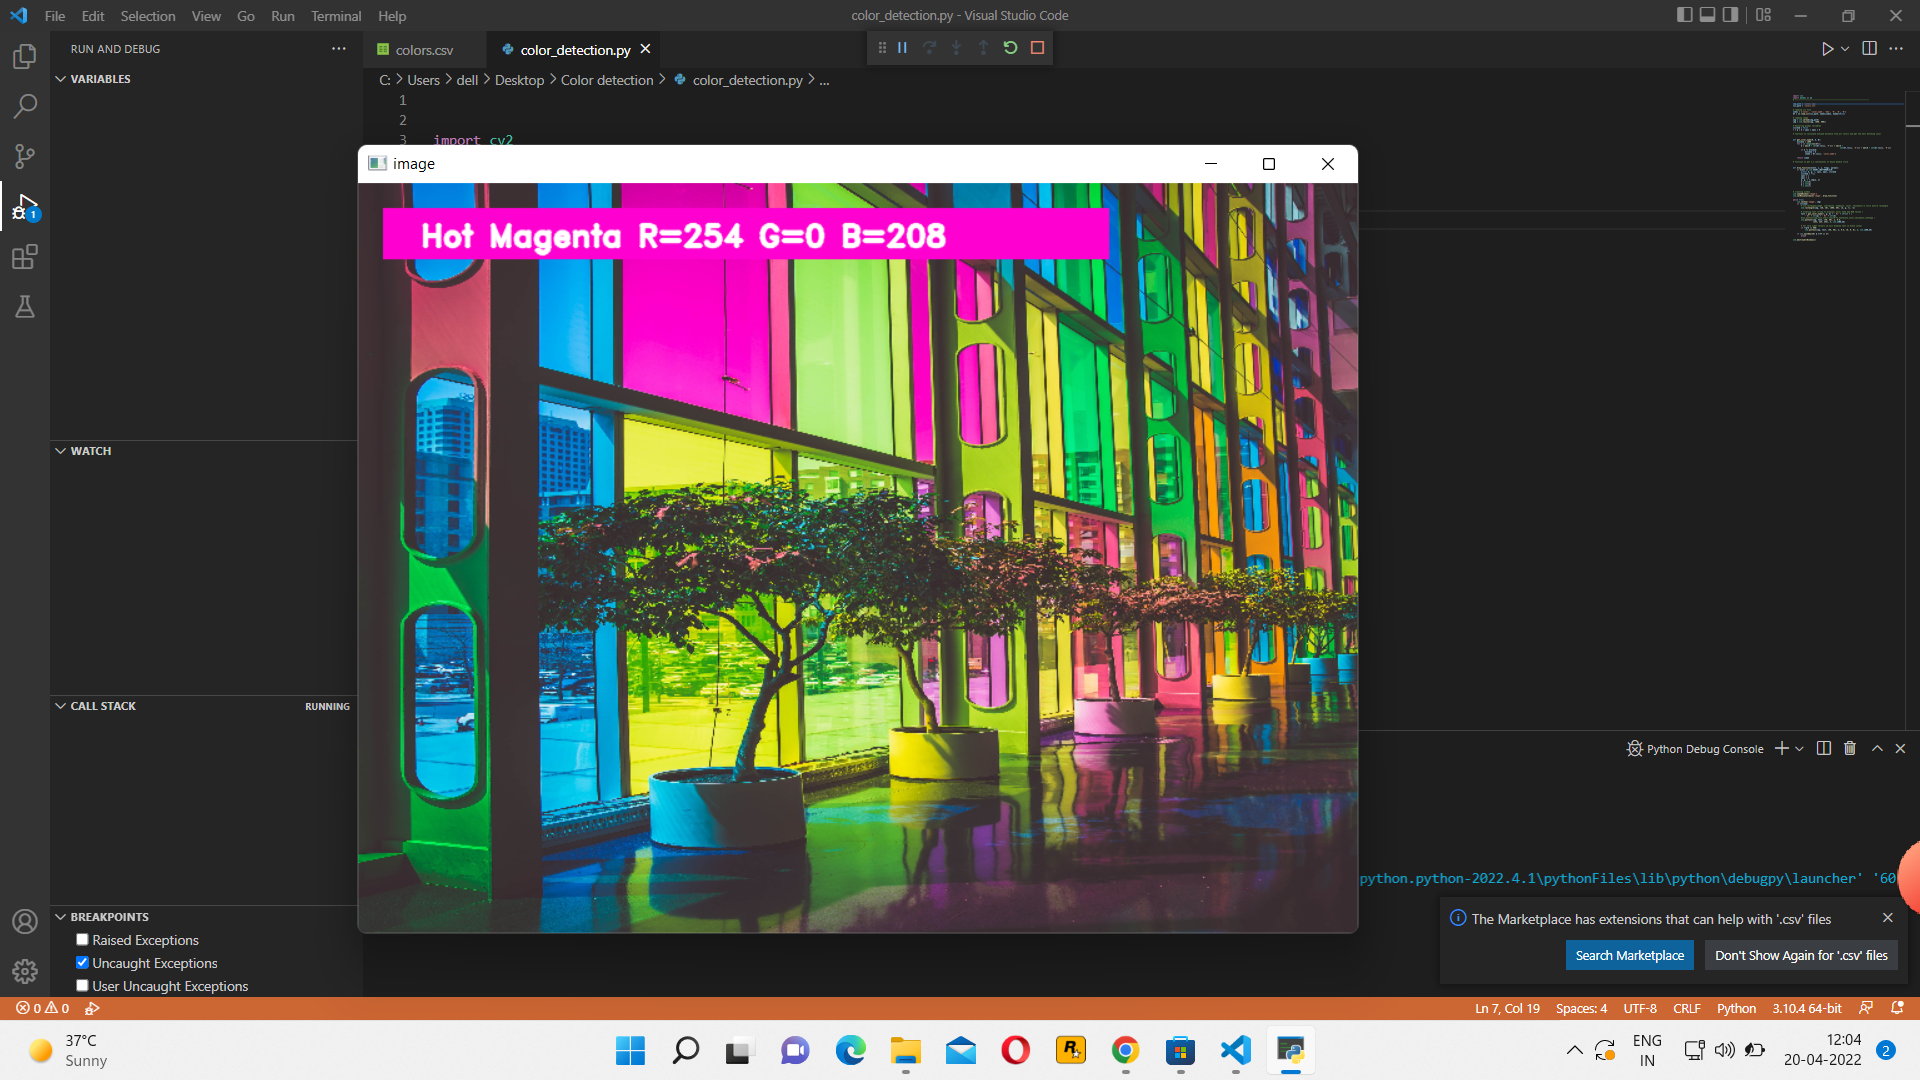 File Edit Selection View Go Run Terminal Help
color_detection.py - Visual Studio Code
RUN AND DEBUG
colors.csv
color_detection.py
VARIABLES
C: > Users > dell > Desktop > Color detection > color_detection.py > ...
1
2
3 import cv2
image
Hot Magenta R=254 G=0 B=208
1
WATCH
CALL STACK RUNNING
Python Debug Console
python.python-2022.4.1\pythonFiles\lib\python\debugpy\launcher' '60
The Marketplace has extensions that can help with '.csv' files
Search Marketplace
Don't Show Again for '.csv' files
BREAKPOINTS
Raised Exceptions
Uncaught Exceptions
User Uncaught Exceptions
0 0
Ln 7, Col 19 Spaces: 4 UTF-8 CRLF Python 3.10.4 64-bit
37°C
Sunny
ENG
IN
12:04
20-04-2022
2